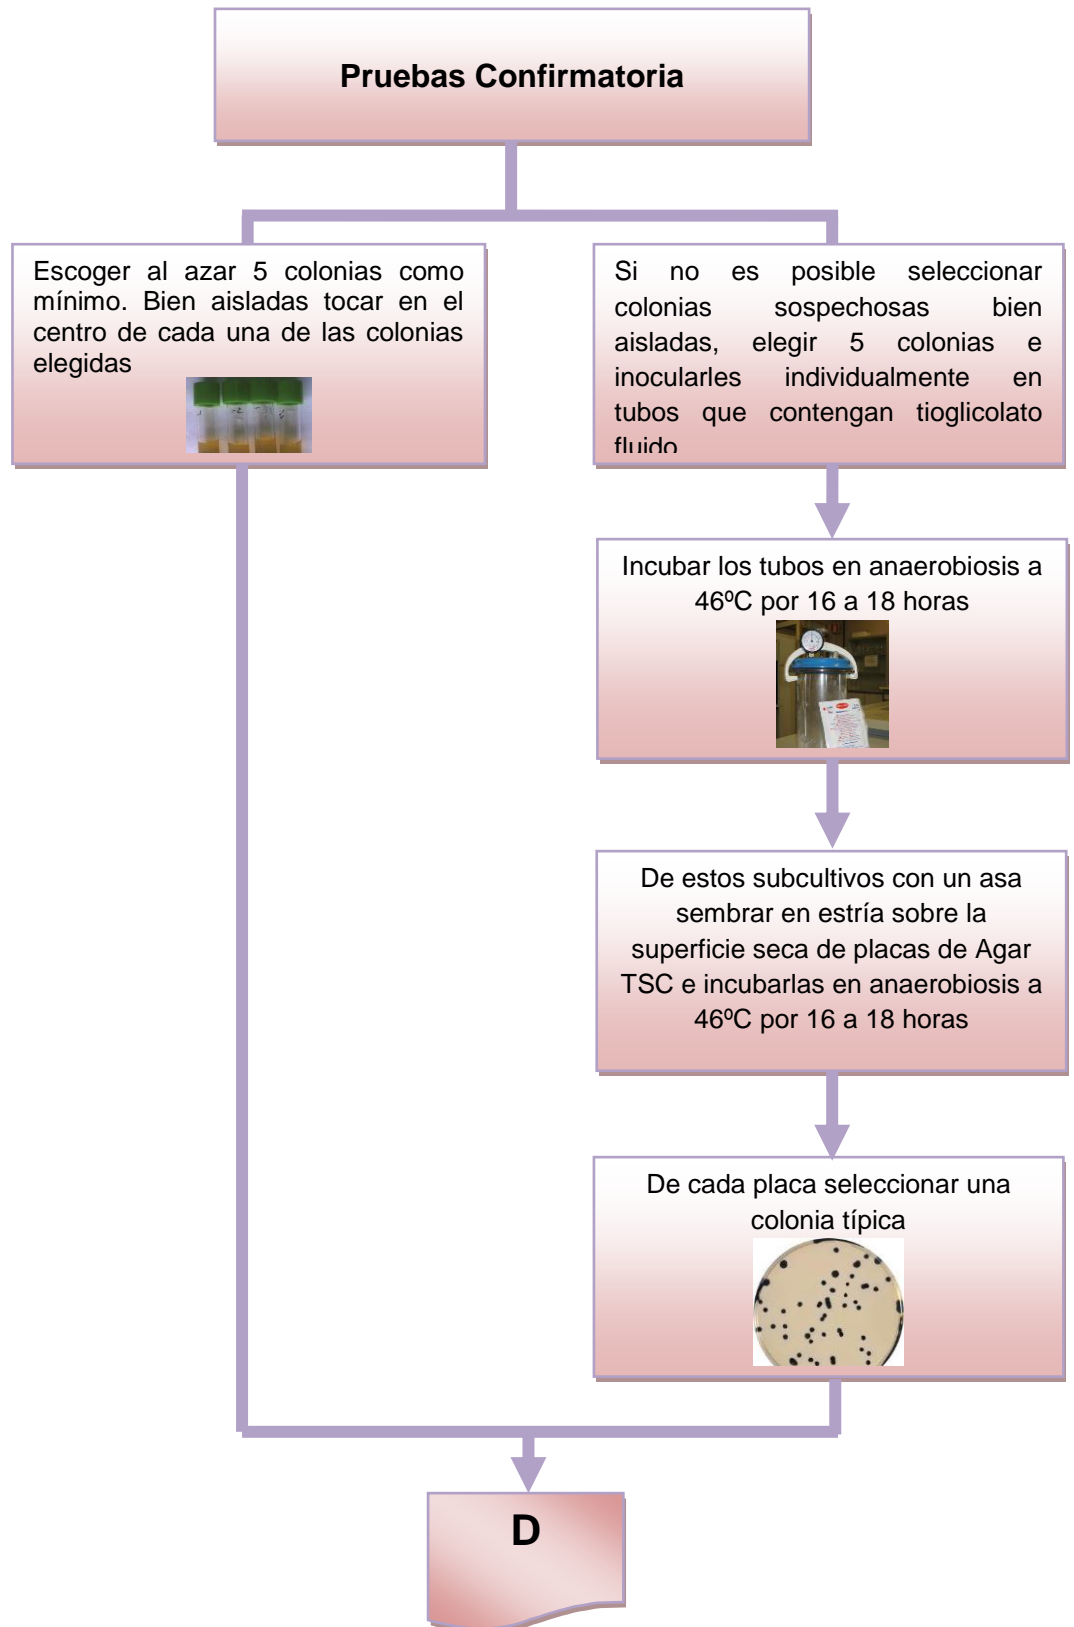 Pruebas Confirmatoria
Escoger al azar 5 colonias como
mínimo. Bien aisladas tocar en el
centro de cada una de las colonias
elegidas
Si no es posible seleccionar
colonias sospechosas bien
aisladas, elegir 5 colonias e
inocularles individualmente en
tubos que contengan tioglicolato
fluido
Incubar los tubos en anaerobiosis a
46ºC por 16 a 18 horas
De estos subcultivos con un asa
sembrar en estría sobre la
superficie seca de placas de Agar
TSC e incubarlas en anaerobiosis a
46ºC por 16 a 18 horas
De cada placa seleccionar una
colonia típica
D